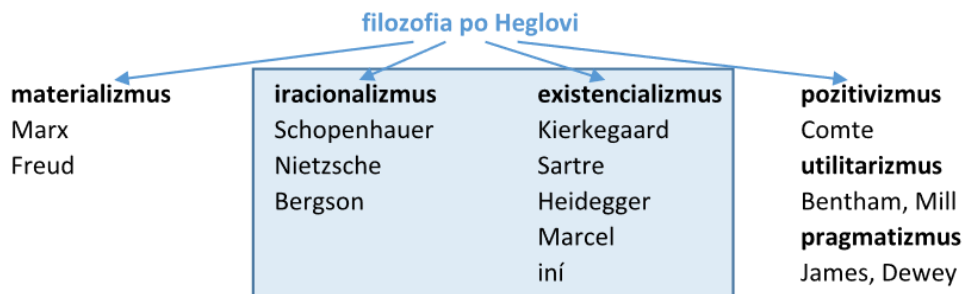 filozofia po Heglovi
materializmus
Marx
Freud
iracionalizmus
Schopenhauer
Nietzsche
Bergson
existencializmus
Kierkegaard
Sartre
Heidegger
Marcel
iní
pozitivizmus
Comte
utilitarizmus
Bentham, Mill
pragmatizmus
James, Dewey